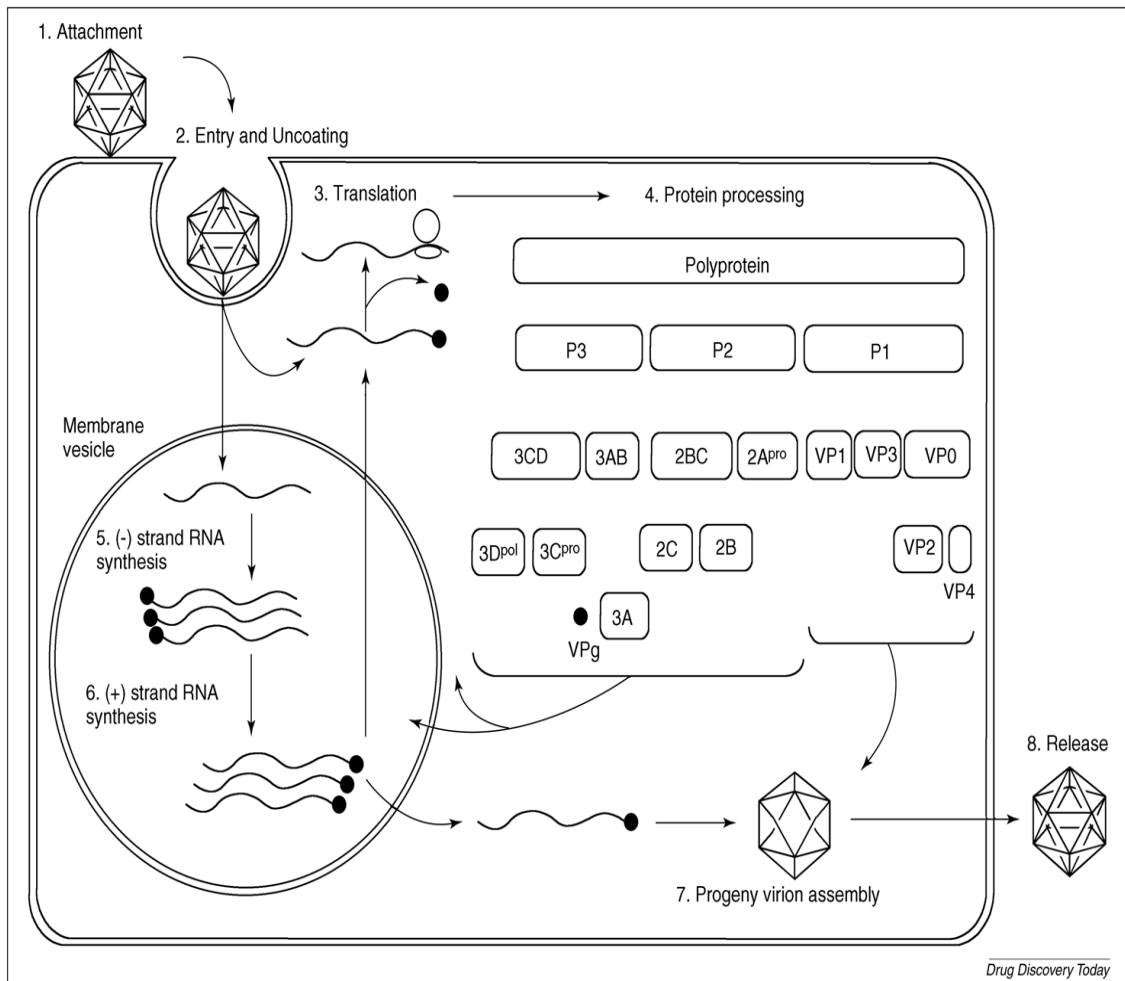 1. Attachment
2. Entry and Uncoating
3. Translation
4. Protein processing
Polyprotein
P3
P2
P1
Membrane
vesicle
3CD
3AB
2BC
2Apro
VP1
VP3
VP0
5. (-) strand RNA
synthesis
3Dpol
3Cpro
2C
2B
VP2
VP4
3A
VPg
6. (+) strand RNA
synthesis
8. Release
7. Progeny virion assembly
Drug Discovery Today